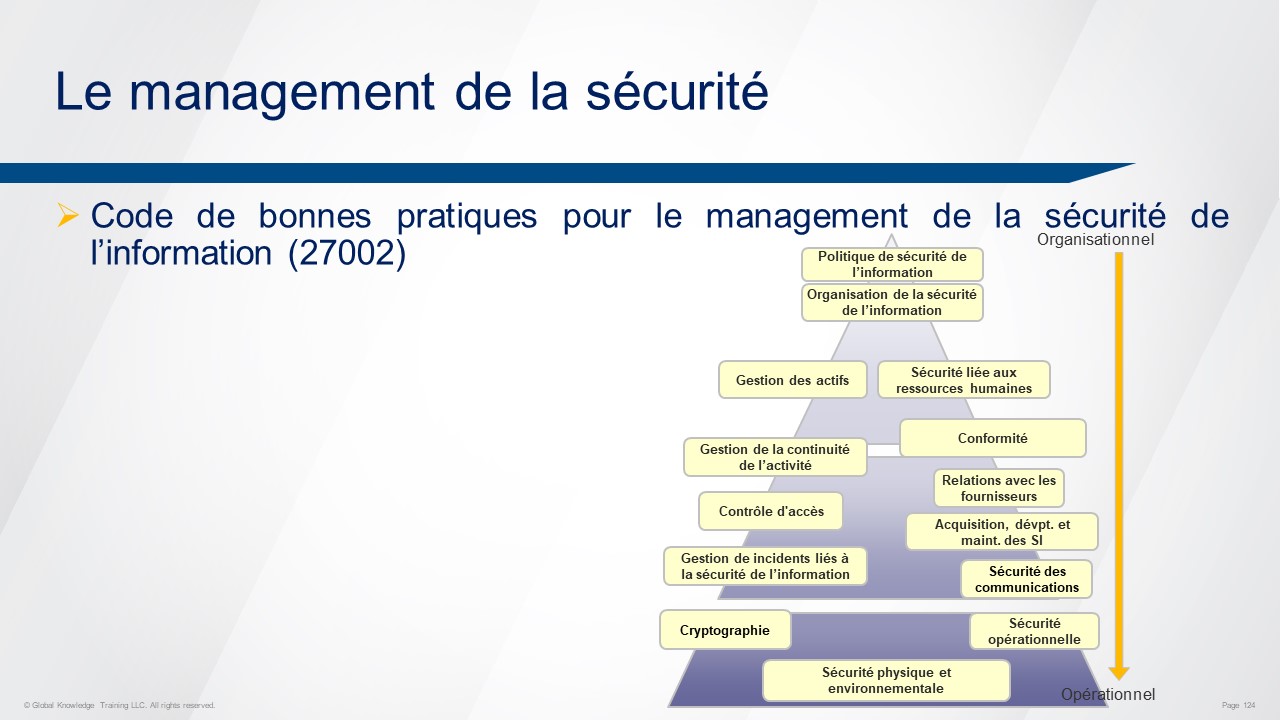 Le management de la sécurité
Code de bonnes pratiques pour le management de la sécurité de
l’information (27002)
Organisationnel
Politique de sécurité de
l’information
Organisation de la sécurité
de l’information
Gestion des actifs
Sécurité liée aux
ressources humaines
Conformité
Gestion de la continuité
de l’activité
Relations avec les
fournisseurs
Contrôle d'accès
Acquisition, dévpt. et
maint. des SI
Gestion de incidents liés à
la sécurité de l’information
Sécurité des
communications
Cryptographie
Sécurité
opérationnelle
Sécurité physique et
environnementale
Opérationnel
© Global Knowledge Training LLC. All rights reserved.
Page 124